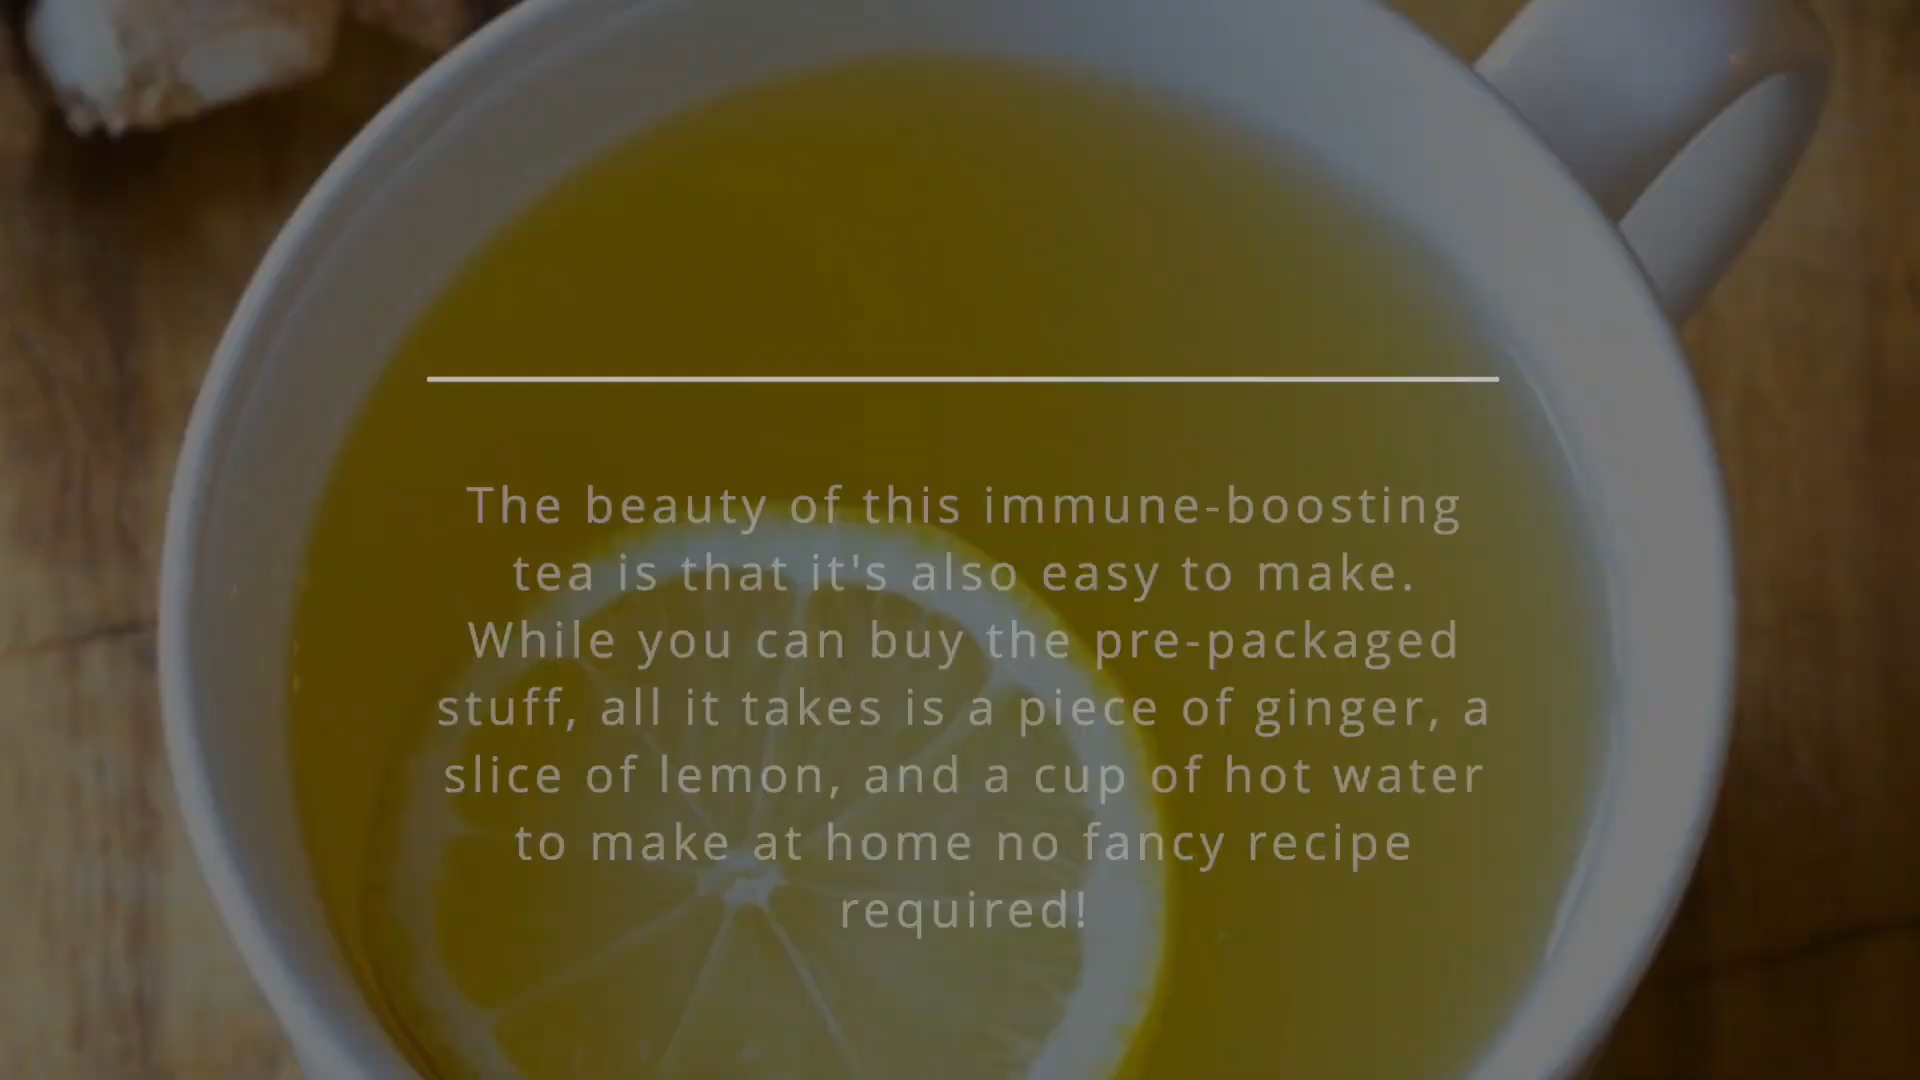 The beauty of this immune-boosting
tea is that it's also easy to make.
While you can buy the pre-packaged
stuff, all it takes is a piece of ginger, a
slice of lemon, and a cup of hot water
to make at home no fancy recipe
required!